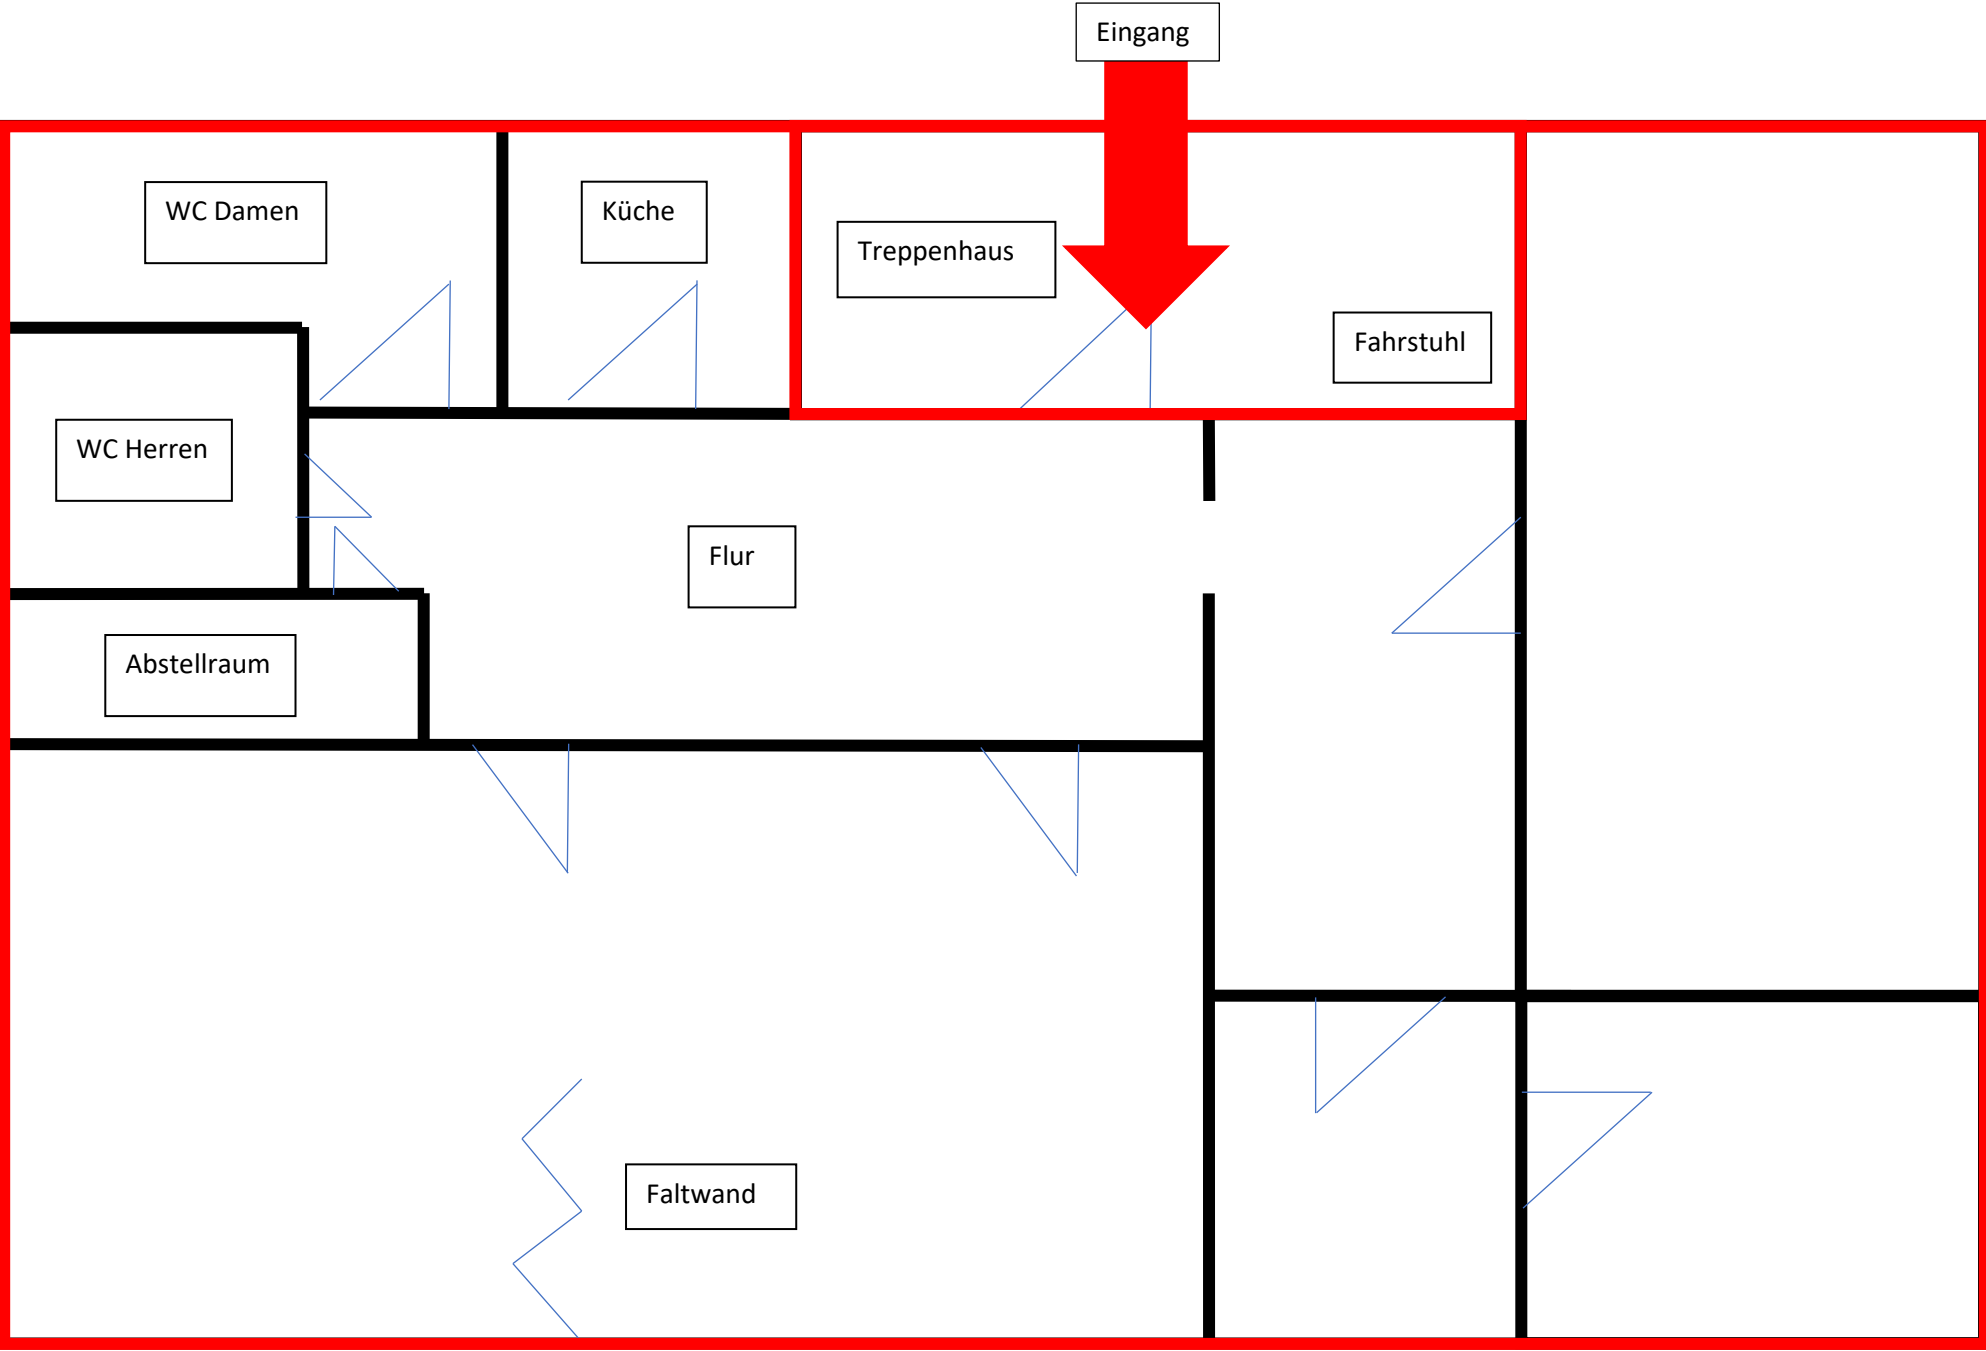 Eingang
WC Damen
Küche
Treppenhaus
Fahrstuhl
WC Herren
Flur
Abstellraum
Faltwand